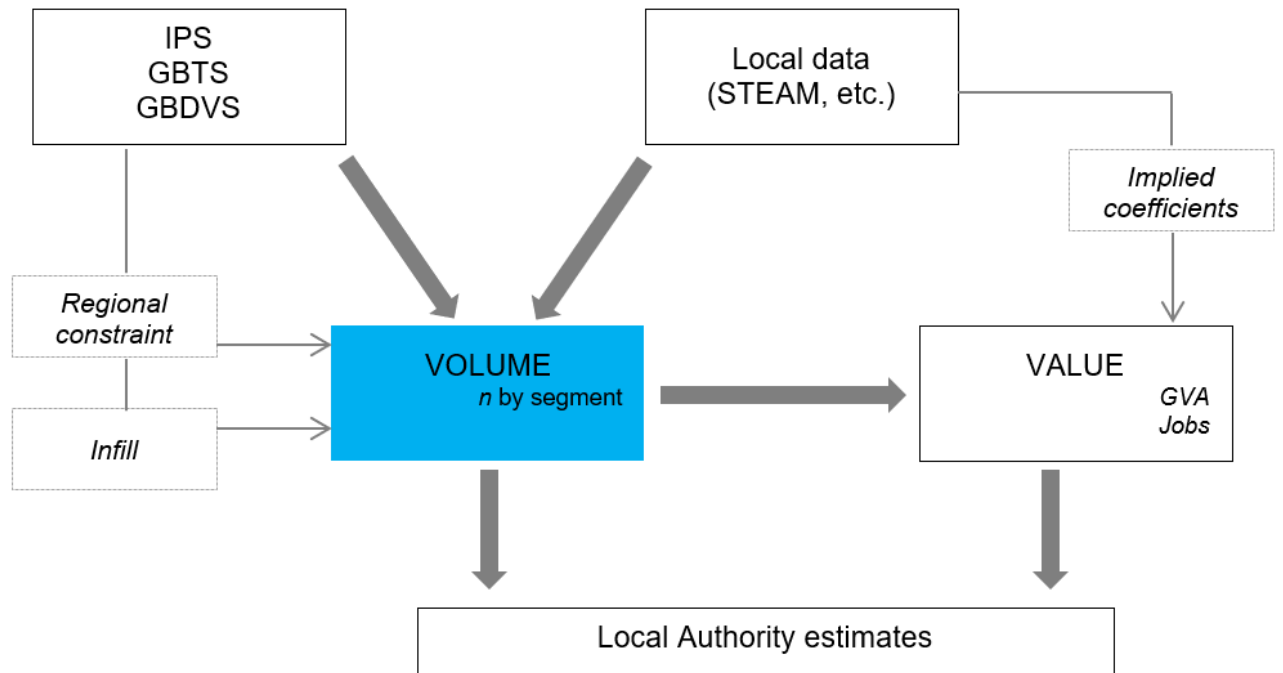 IPS
GBTS
GBDVS
Local data
(STEAM, etc.)
Implied
coefficients
Regional
constraint
Infill
VOLUME
n by segment
VALUE
GVA
Jobs
Local Authority estimates